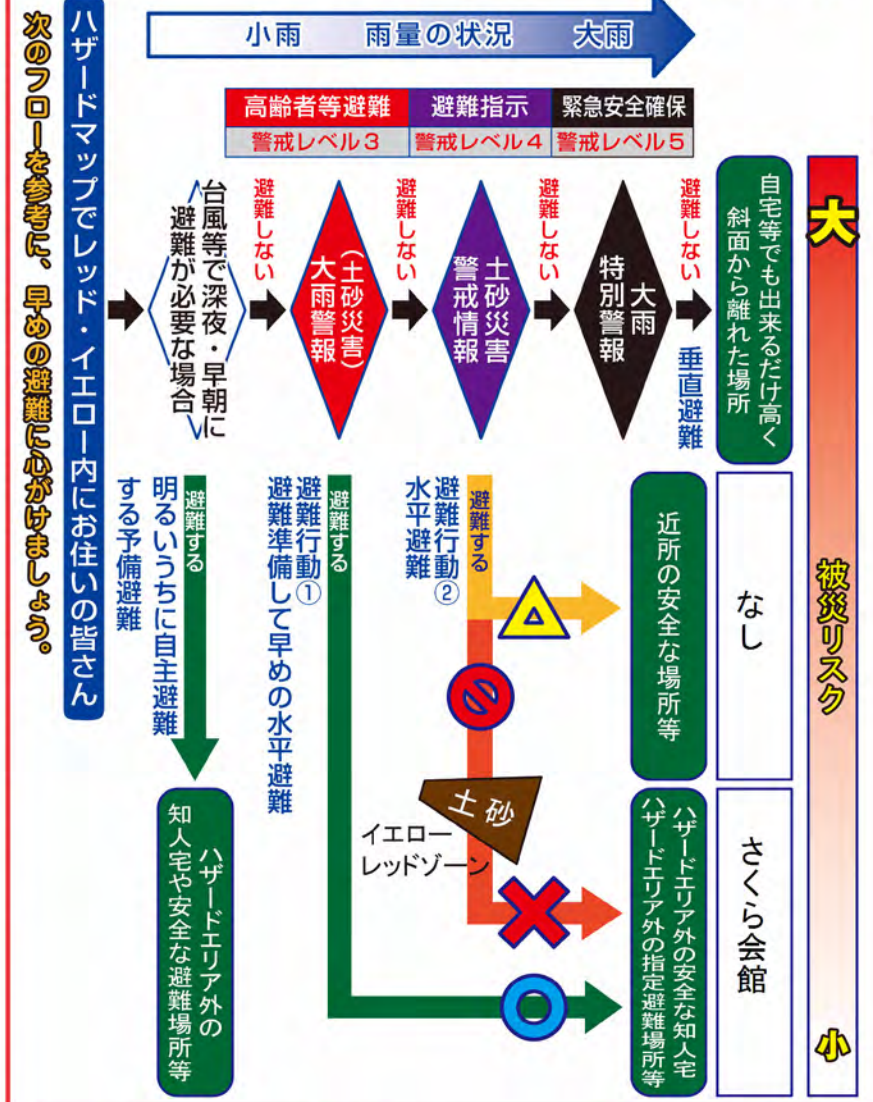 小雨 雨量の状況 大雨
次のフローを参考に、早めの避難に心がけましょう。
ハザードマップでレッド・イエロー内にお住いの皆さん
高齢者等避難
警戒レベル3
避難指示
警戒レベル4
緊急安全確保
警戒レベル5
台風等で深夜・早朝に
避難が必要な場合
避難しない
大雨警報
(土砂災害)
避難しない
土砂災害
警戒情報
避難しない
大雨
特別警報
避難しない
垂直避難
自宅等でも出来るだけ高く
斜面から離れた場所
避難する
明るいうちに自主避難
する予備避難
ハザードエリア外の
知人宅や安全な避難場所等
避難する
避難行動①
避難準備して早めの水平避難
避難する
避難行動②
水平避難
土砂
イエロー
レッドゾーン
近所の安全な場所等
なし
ハザードエリア外の安全な知人宅
ハザードエリア外の指定避難場所等
さくら会館
大
被災リスク
小